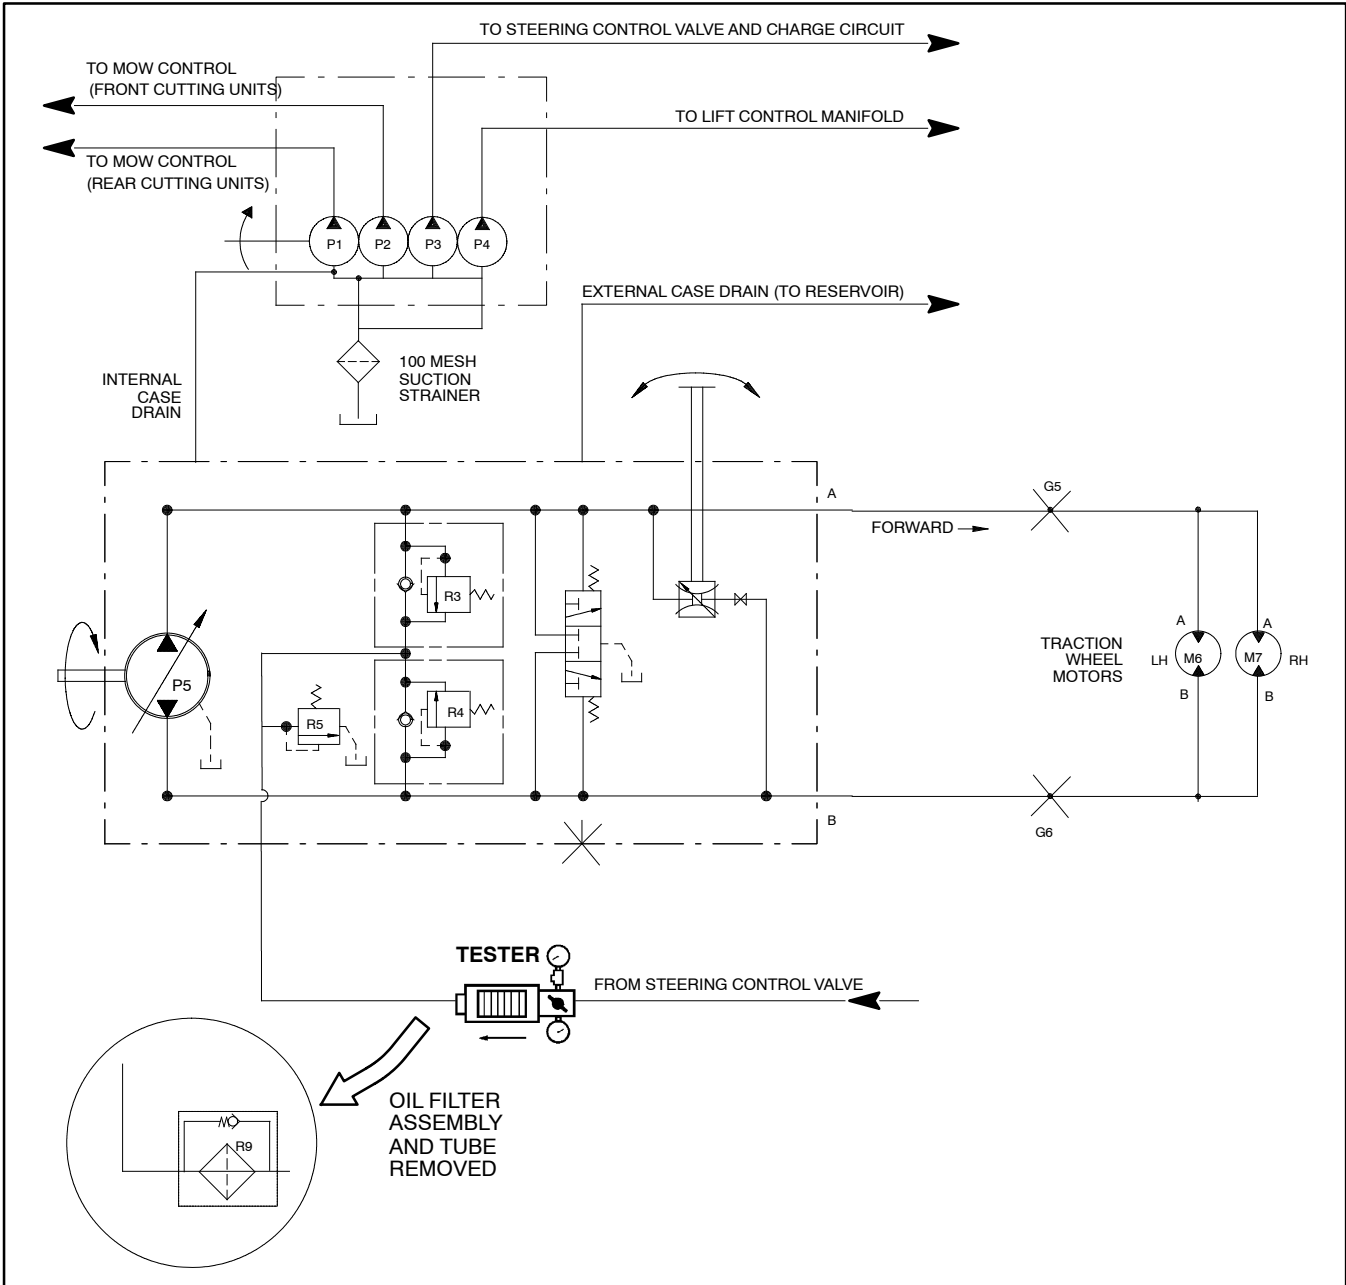 TO STEERING CONTROL VALVE AND CHARGE CIRCUIT
TO MOW CONTROL
(FRONT CUTTING UNITS)
TO LIFT CONTROL MANIFOLD
TO MOW CONTROL
(REAR CUTTING UNITS)
P1
P2
P3
P4
EXTERNAL CASE DRAIN (TO RESERVOIR)
100 MESH
SUCTION
STRAINER
INTERNAL
CASE
DRAIN
A
G5
FORWARD
R3
A
A
TRACTION
WHEEL
MOTORS
LH
M6
M7
RH
B
B
P5
R4
R5
B
G6
TESTER
FROM STEERING CONTROL VALVE
OIL FILTER
ASSEMBLY
AND TUBE
REMOVED
R9